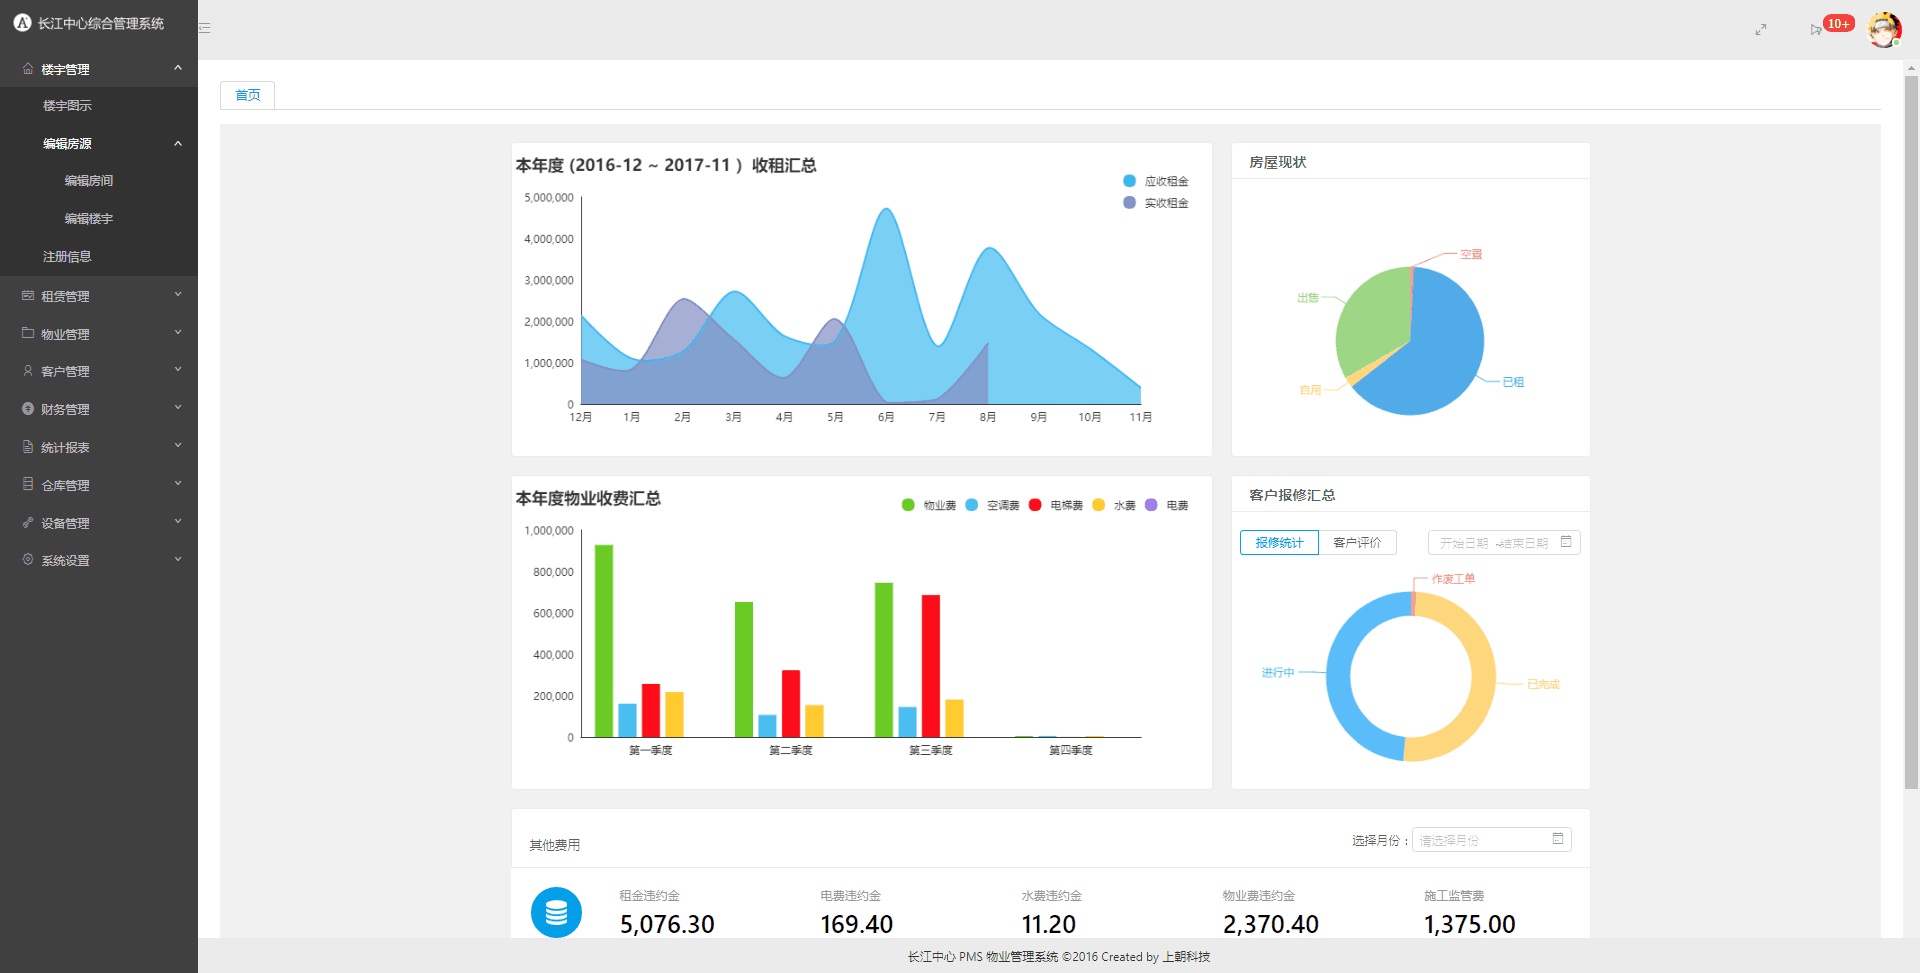 长江中心综合管理系统
10+
楼宇管理
楼宇图示
编辑房源
编辑房间
编辑楼宇
注册信息
租赁管理
物业管理
客户管理
财务管理
统计报表
仓库管理
设备管理
系统设置
首页
本年度 (2016-12 ~ 2017-11 ) 收租汇总
应收租金
实收租金
5,000,000
4,000,000
3,000,000
2,000,000
1,000,000
0
12月 1月 2月 3月 4月 5月 6月 7月 8月 9月 10月 11月
房屋现状
空置
出售
自用
已租
本年度物业收费汇总
物业费 空调费 电梯费 水费 电费
1,000,000
800,000
600,000
400,000
200,000
0
第一季度 第二季度 第三季度 第四季度
客户报修汇总
报修统计 客户评价 开始日期 ~结束日期
作废工单
进行中
已完成
其他费用
选择月份： 请选择月份
租金违约金 电费违约金 水费违约金 物业费违约金 施工监管费
5,076.30 169.40 11.20 2,370.40 1,375.00
长江中心 PMS 物业管理系统 ©2016 Created by 上朝科技